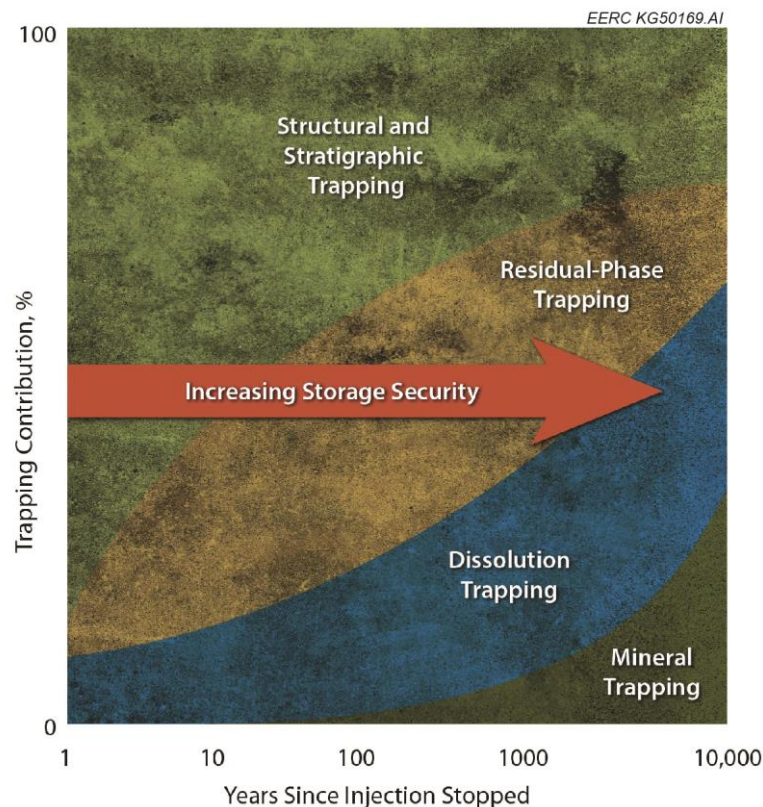 EERC KG50169.AI
100
Structural and
Stratigraphic
Trapping
Residual-Phase
Trapping
Increasing Storage Security
Dissolution
Trapping
Mineral
Trapping
Trapping Contribution, %
0
1 10 100 1000 10,000
Years Since Injection Stopped